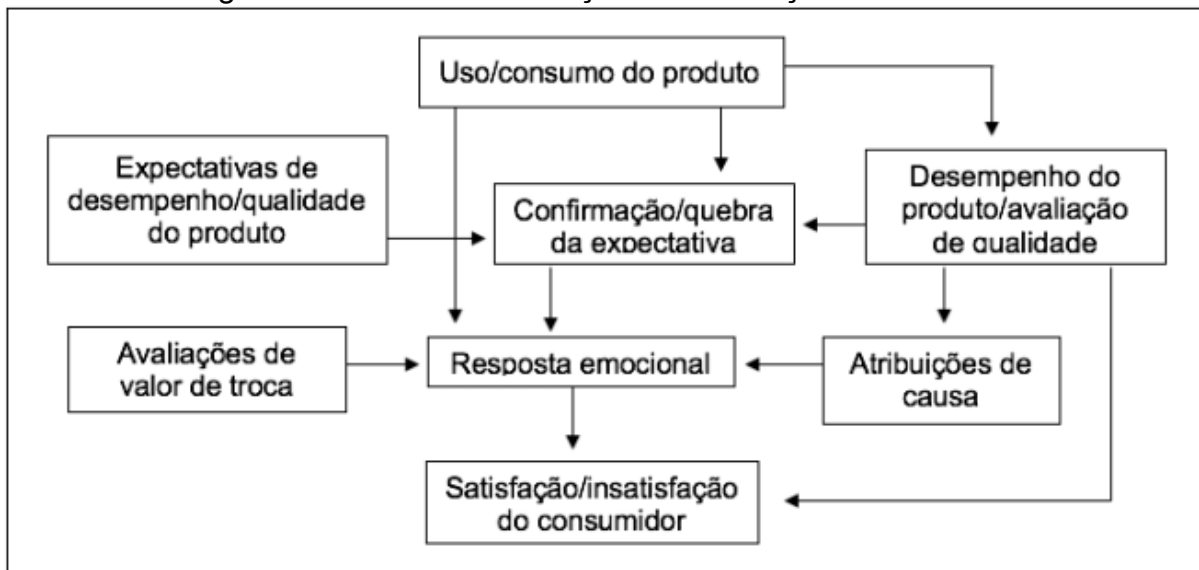 Uso/consumo do produto
Expectativas de
desempenho/qualidade
do produto
Confirmação/quebra
da expectativa
Desempenho do
produto/avaliação
de qualidade
Avaliações de
valor de troca
Resposta emocional
Atribuições de
causa
Satisfação/insatisfação
do consumidor